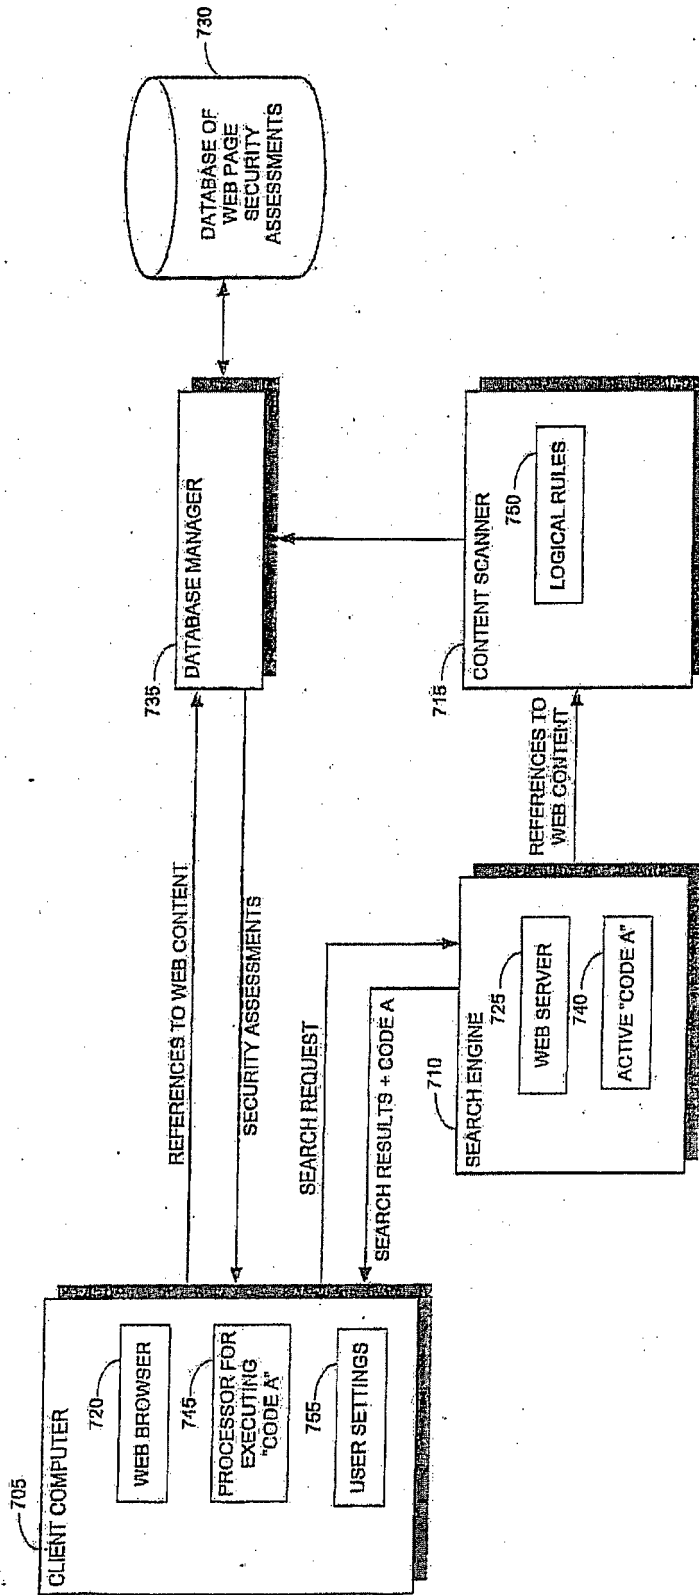 705
CLIENT COMPUTER
720
WEB BROWSER
745
PROCESSOR FOR
EXECUTING
"CODE A"
755
USER SETTINGS
REFERENCES TO WEB CONTENT
SECURITY ASSESSMENTS
SEARCH REQUEST
SEARCH RESULTS + CODE A
710
SEARCH ENGINE
725
WEB SERVER
740
ACTIVE "CODE A"
REFERENCES TO
WEB CONTENT
735
DATABASE MANAGER
715
CONTENT SCANNER
750
LOGICAL RULES
730
DATABASE OF
WEB PAGE
SECURITY
ASSESSMENTS